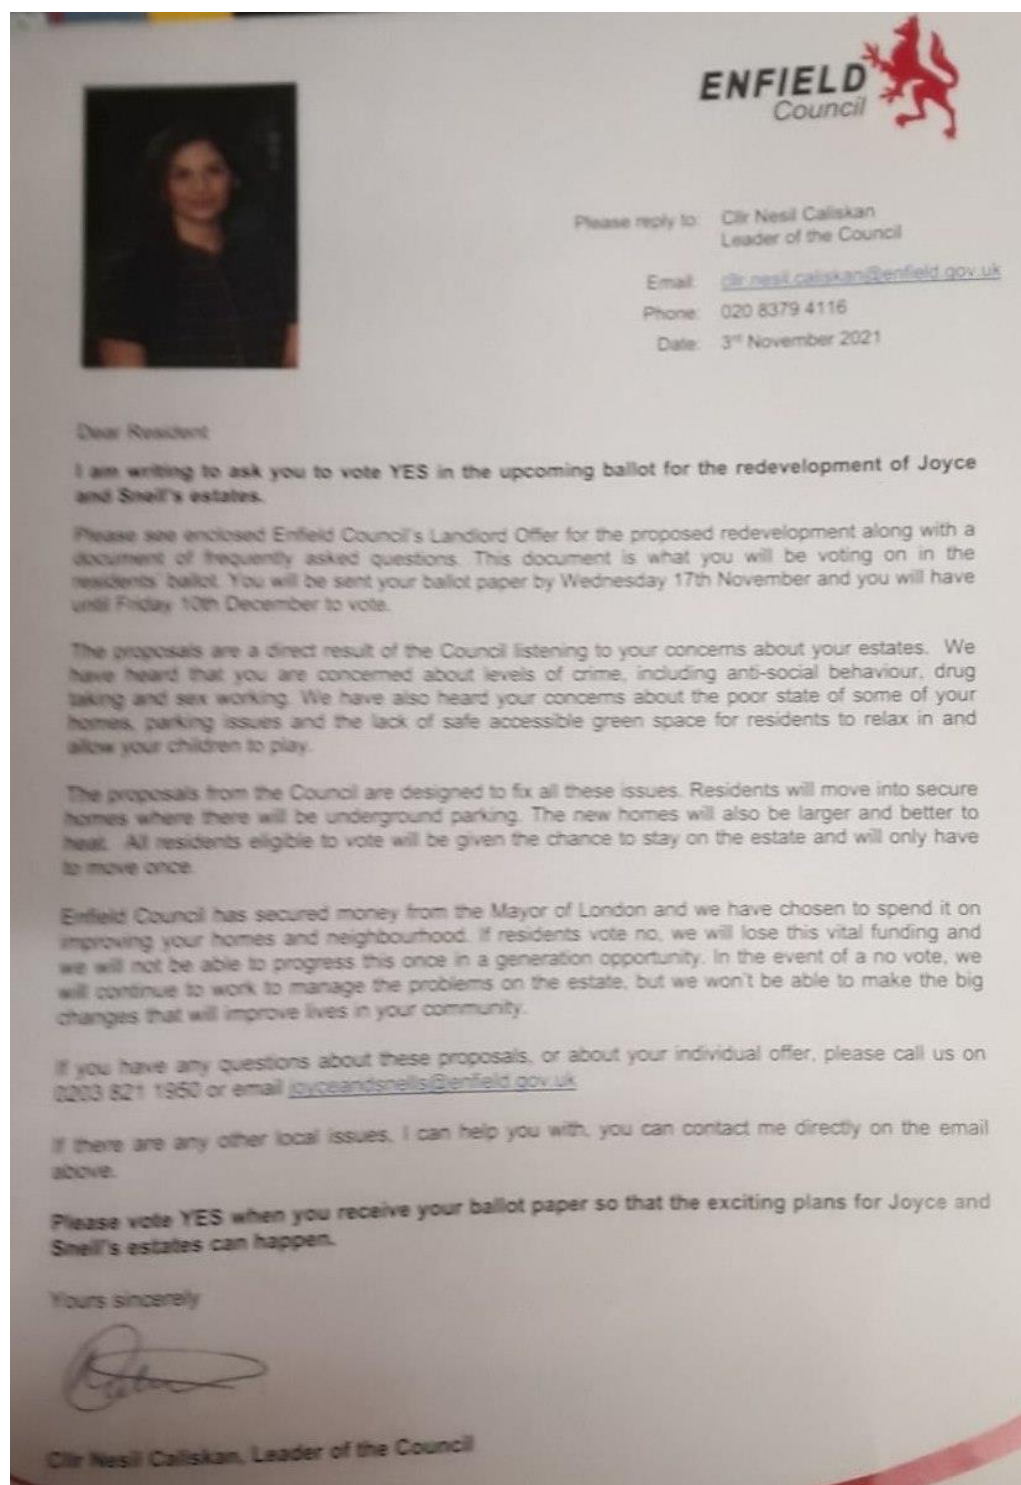 ENFIELD
Council
Please reply to: Cllr Nesil Caliskan
Leader of the Council
Email: cllr.nesil.caliskan@enfield.gov.uk
Phone: 020 8379 4116
Date: 3rd November 2021
Dear Resident
I am writing to ask you to vote YES in the upcoming ballot for the redevelopment of Joyce
and Snell's estates.
Please see enclosed Enfield Council's Landlord Offer for the proposed redevelopment along with a
document of frequently asked questions. This document is what you will be voting on in the
residents' ballot. You will be sent your ballot paper by Wednesday 17th November and you will have
until Friday 10th December to vote.
The proposals are a direct result of the Council listening to your concerns about your estates. We
have heard that you are concerned about levels of crime, including anti-social behaviour, drug
taking and sex working. We have also heard your concerns about the poor state of some of your
homes, parking issues and the lack of safe accessible green space for residents to relax in and
allow your children to play.
The proposals from the Council are designed to fix all these issues. Residents will move into secure
homes where there will be underground parking. The new homes will also be larger and better to
heat. All residents eligible to vote will be given the chance to stay on the estate and will only have
to move once.
Enfield Council has secured money from the Mayor of London and we have chosen to spend it on
improving your homes and neighbourhood. If residents vote no, we will lose this vital funding and
we will not be able to progress this once in a generation opportunity. In the event of a no vote, we
will continue to work to manage the problems on the estate, but we won't be able to make the big
changes that will improve lives in your community.
If you have any questions about these proposals, or about your individual offer, please call us on
0203 821 1950 or email joyceandsnells@enfield.gov.uk
If there are any other local issues, I can help you with, you can contact me directly on the email
above.
Please vote YES when you receive your ballot paper so that the exciting plans for Joyce and
Snell's estates can happen.
Yours sincerely
Cllr Nesil Caliskan, Leader of the Council